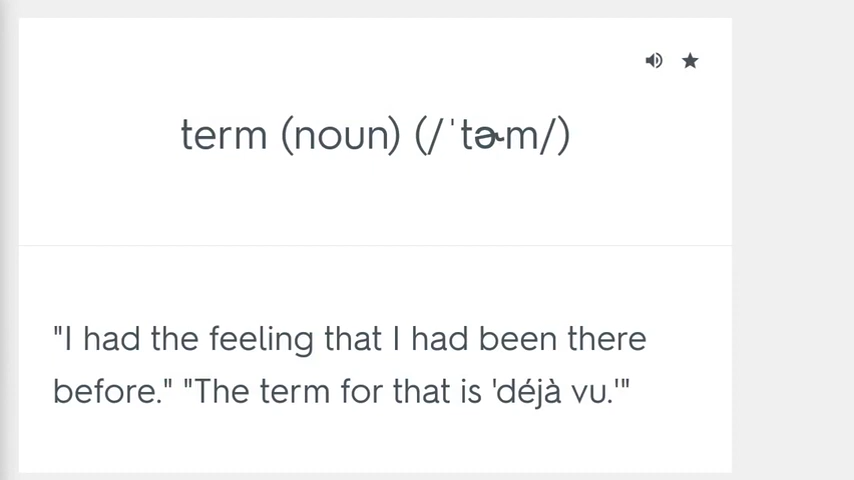 term (noun) (/ˈtɚm/)
"I had the feeling that I had been there
before." "The term for that is 'déjà vu.'"